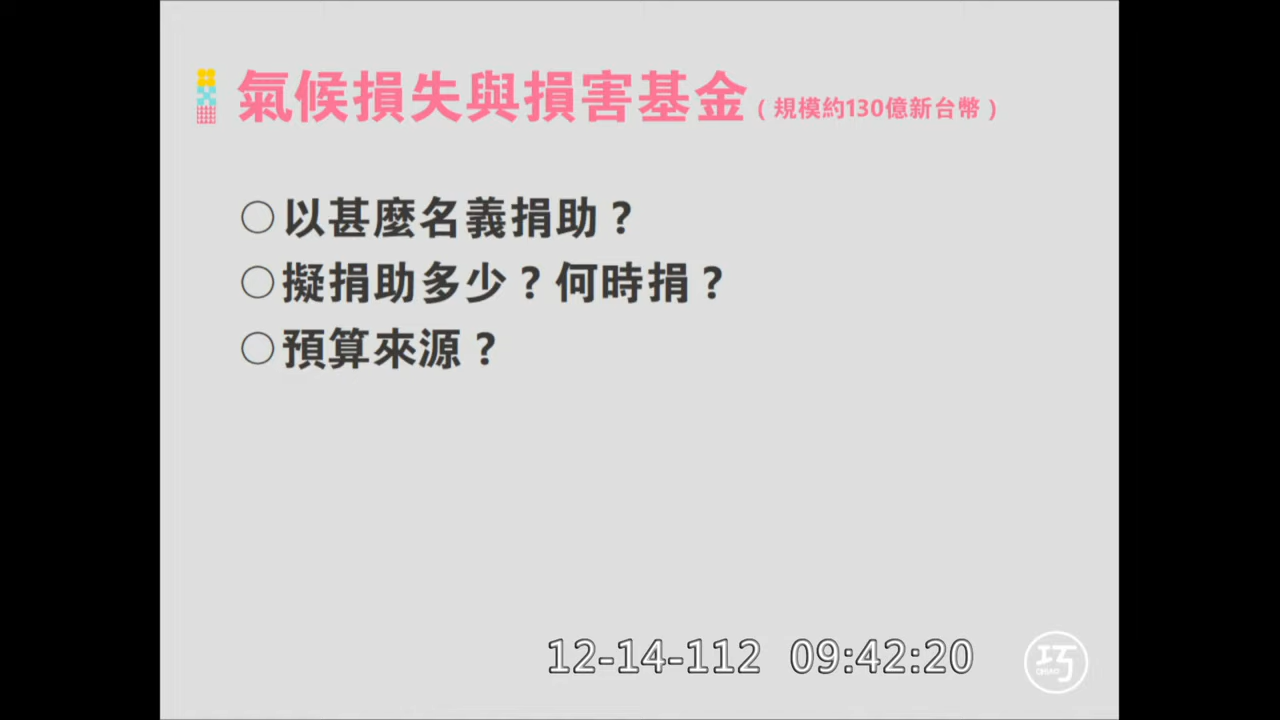 氣候損失與損害基金(規模約130億新台幣)
○以甚麼名義捐助？
○擬捐助多少？何時捐？
○預算來源？
12-14-112 09:42:20
巧
CHIAO